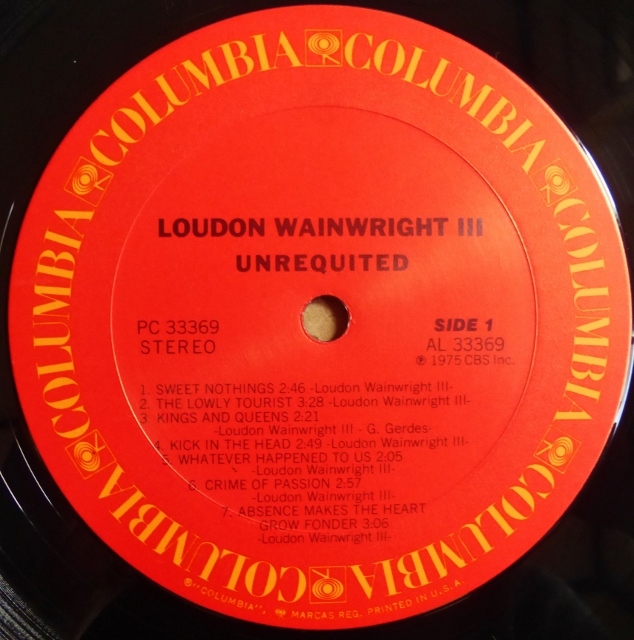 COLUMBIA COLUMBIA COLUMBIA COLUMBIA COLUMBIA COLUMBIA
LOUDON WAINWRIGHT III
UNREQUITED
PC 33369
STEREO
SIDE 1
AL 33369
℗ 1975 CBS Inc.
1. SWEET NOTHINGS 2:46 -Loudon Wainwright III-
2. THE LOWLY TOURIST 3:28 -Loudon Wainwright III-
3 KINGS AND QUEENS 2:21
-Loudon Wainwright III - G. Gerdes-
4. KICK IN THE HEAD 2:49 -Loudon Wainwright III-
5. WHATEVER HAPPENED TO US 2:05
-Loudon Wainwright III-
6. CRIME OF PASSION 2:57
-Loudon Wainwright III-
7. ABSENCE MAKES THE HEART
GROW FONDER 3:06
-Loudon Wainwright III-
® "COLUMBIA", MARCAS REG. PRINTED IN U.S.A.